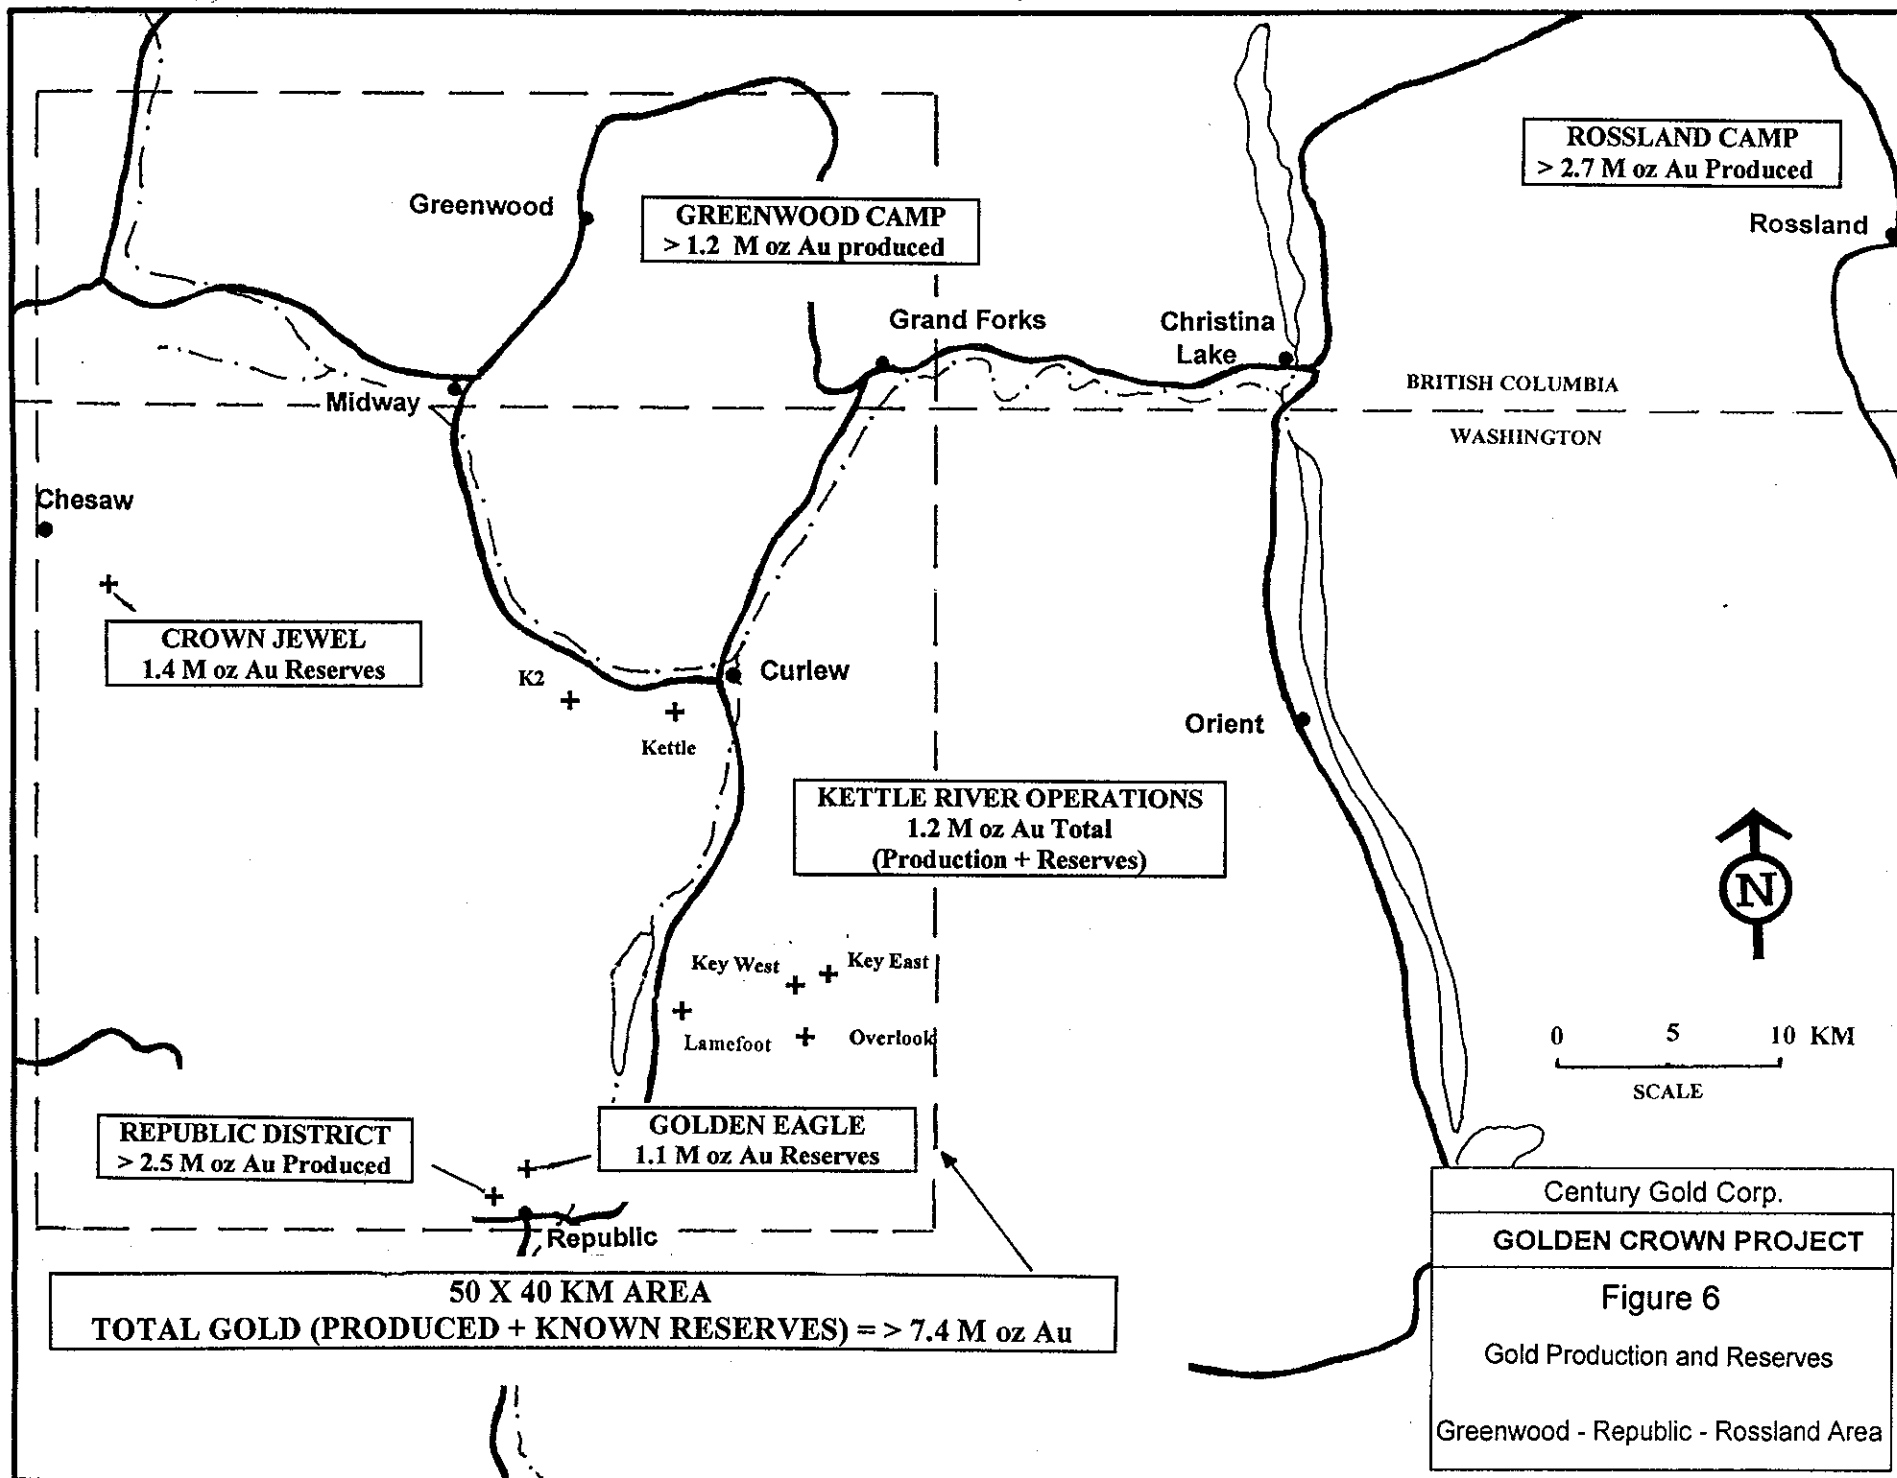 ROSSLAND CAMP
> 2.7 M oz Au Produced
Greenwood
GREENWOOD CAMP
> 1.2 M oz Au produced
Rossland
Grand Forks
Christina
Lake
BRITISH COLUMBIA
Midway
WASHINGTON
Chesaw
CROWN JEWEL
1.4 M oz Au Reserves
K2
Curlew
Kettle
Orient
KETTLE RIVER OPERATIONS
1.2 M oz Au Total
(Production + Reserves)
N
Key West
Key East
Lamefoot
Overlook
0 5 10 KM
SCALE
REPUBLIC DISTRICT
> 2.5 M oz Au Produced
GOLDEN EAGLE
1.1 M oz Au Reserves
Republic
50 X 40 KM AREA
TOTAL GOLD (PRODUCED + KNOWN RESERVES) = > 7.4 M oz Au
Century Gold Corp.
GOLDEN CROWN PROJECT
Figure 6
Gold Production and Reserves
Greenwood - Republic - Rossland Area